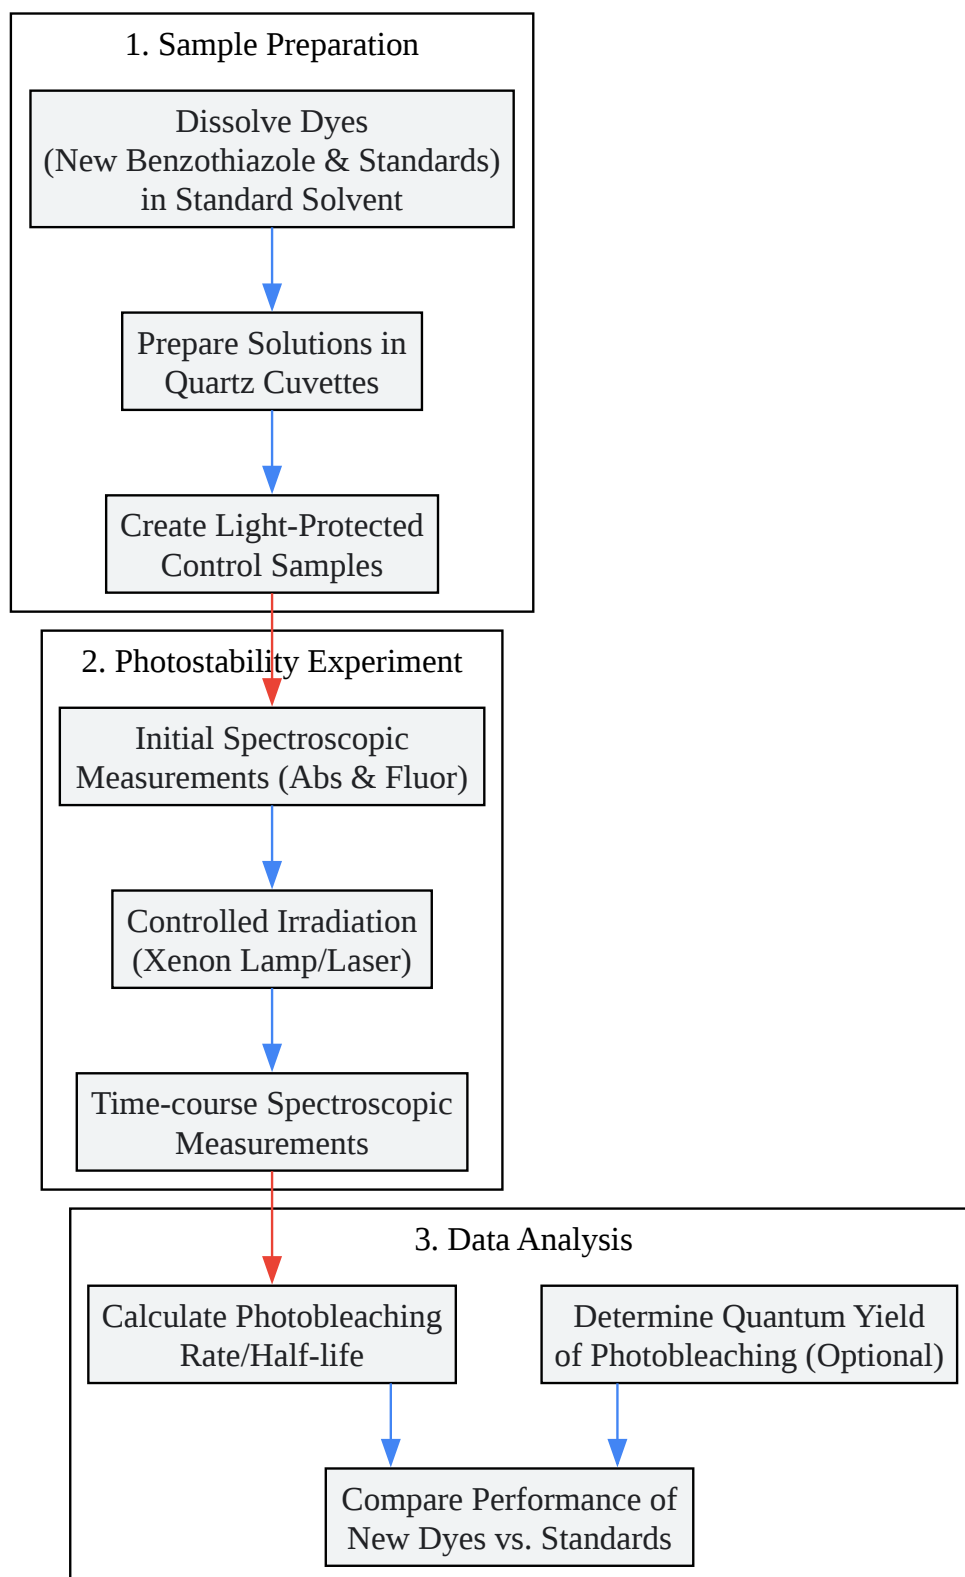 1. Sample Preparation
Dissolve Dyes
(New Benzothiazole & Standards)
in Standard Solvent
Prepare Solutions in
Quartz Cuvettes
Create Light-Protected
Control Samples
2. Photostability Experiment
Initial Spectroscopic
Measurements (Abs & Fluor)
Controlled Irradiation
(Xenon Lamp/Laser)
Time-course Spectroscopic
Measurements
3. Data Analysis
Calculate Photobleaching
Rate/Half-life
Determine Quantum Yield
of Photobleaching (Optional)
Compare Performance of
New Dyes vs. Standards